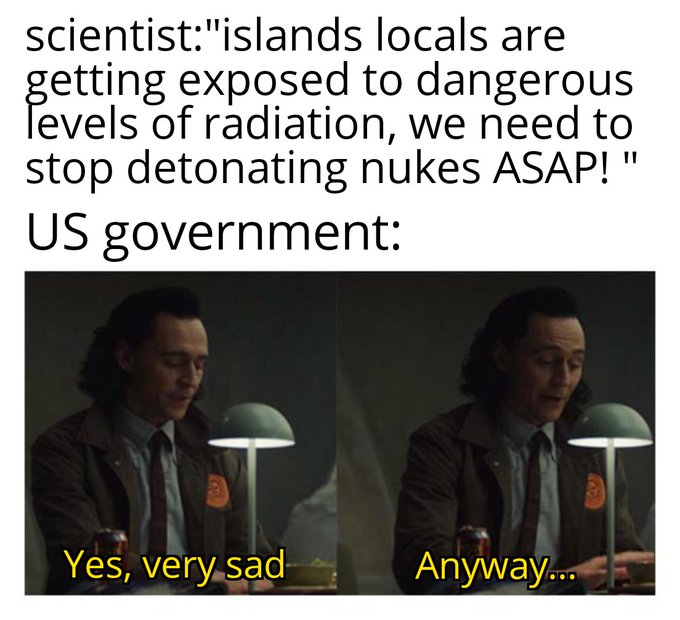 scientist:"islands locals are
getting exposed to dangerous
levels of radiation, we need to
stop detonating nukes ASAP! "
US government:
Yes, very sad
Anyway...